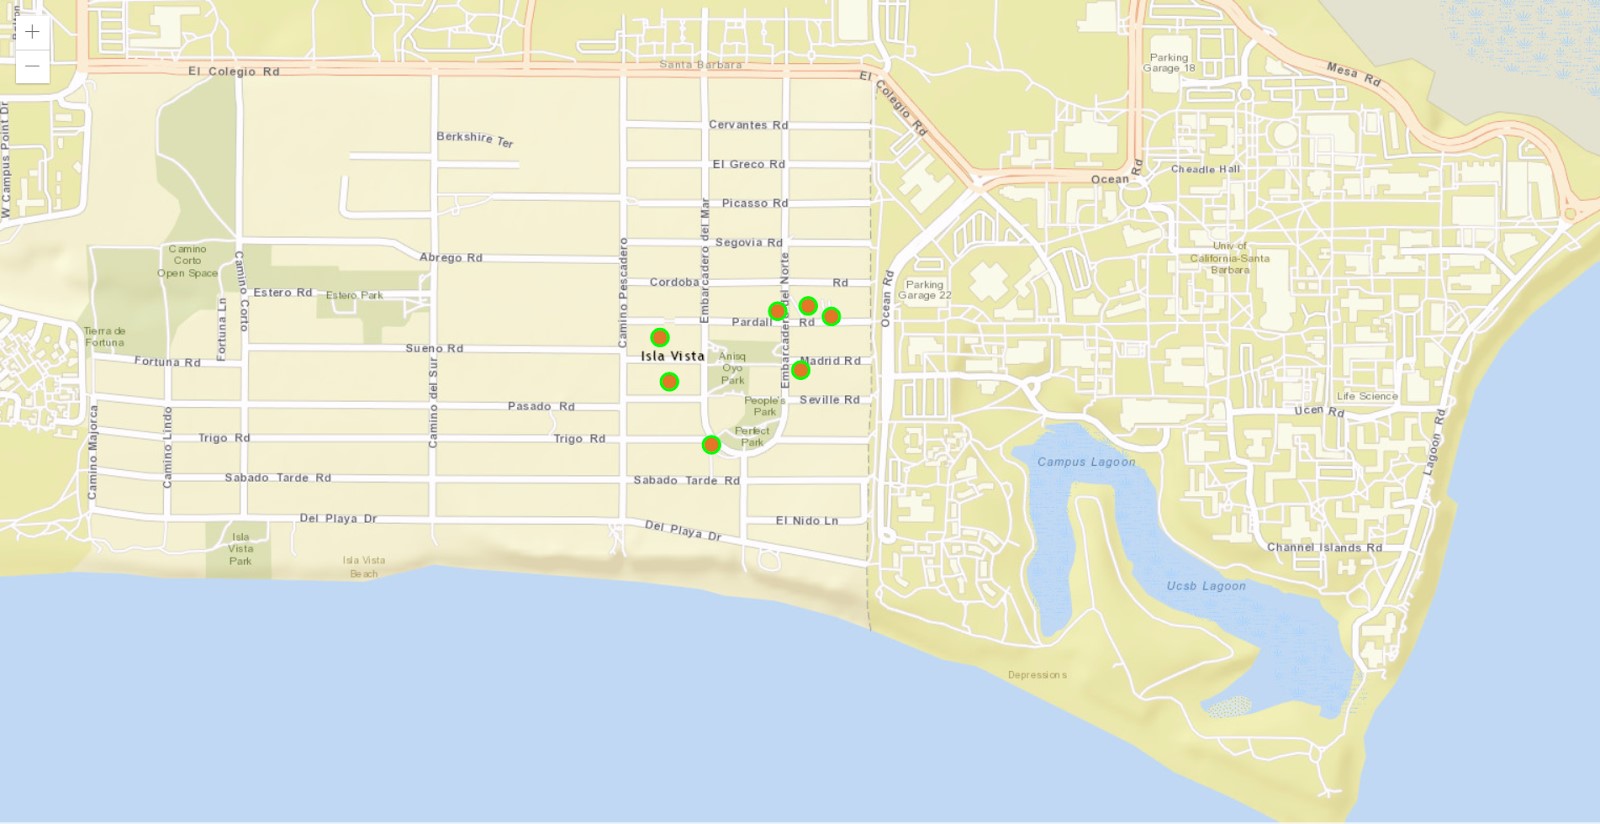 +
−
W Campus Point Dr
El Colegio Rd
Santa Barbara
El Colegio Rd
Parking
Garage 18
Mesa Rd
Cervantes Rd
Berkshire Ter
El Greco Rd
Cheadle Hall
Ocean Rd
Picasso Rd
Segovia Rd
Camino
Corto
Open Space
Abrego Rd
Univ of
California-Santa
Barbara
Camino Corto
Camino Pescadero
Embarcadero del Mar
Embarcadero del Norte
Ocean Rd
Cordoba
Rd
Estero Rd
Estero Park
Parking
Garage 22
Fortuna Ln
Pardall
Rd
Tierra de
Fortuna
Sueno Rd
Isla Vista
Anisq
Oyo
Park
Madrid Rd
Fortuna Rd
Camino del Sur
Pasado Rd
People's
Park
Seville Rd
Life Science
Ucen Rd
Camino Majorca
Camino Lindo
Trigo Rd
Trigo Rd
Perfect
Park
Lagoon Rd
Campus Lagoon
Sabado Tarde Rd
Sabado Tarde Rd
Del Playa Dr
Del Playa Dr
El Nido Ln
Isla
Vista
Park
Isla Vista
Beach
Channel Islands Rd
Ucsb Lagoon
Depressions